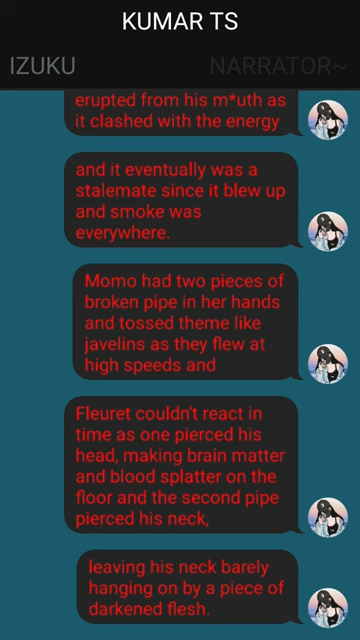 KUMAR TS
IZUKU
NARRATOR~
erupted from his m*uth as
it clashed with the energy
and it eventually was a
stalemate since it blew up
and smoke was
everywhere.
Momo had two pieces of
broken pipe in her hands
and tossed theme like
javelins as they flew at
high speeds and
Fleuret couldn't react in
time as one pierced his
head, making brain matter
and blood splatter on the
floor and the second pipe
pierced his neck,
leaving his neck barely
hanging on by a piece of
darkened flesh.